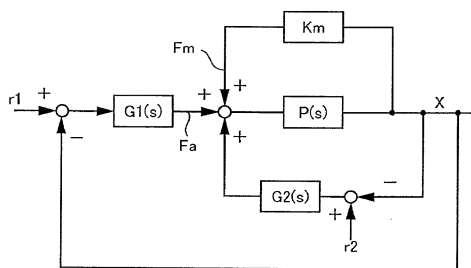 Km
Fm
+
r1
+
G1(s)
+
P(s)
X
−
Fa
+
−
G2(s)
+
r2